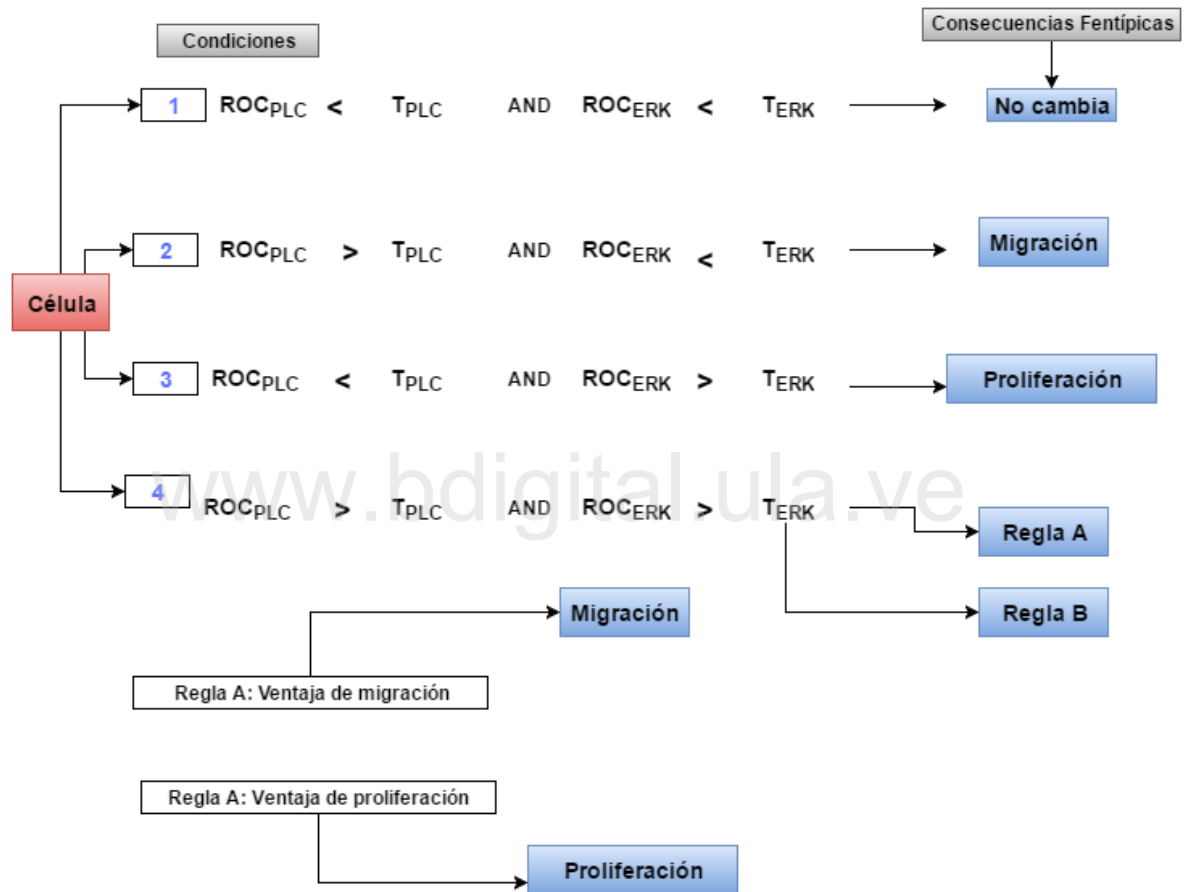 Condiciones
Consecuencias Fentípicas
1 ROCPLC < TPLC AND ROCERK < TERK No cambia
2 ROCPLC > TPLC AND ROCERK < TERK Migración
Célula
3 ROCPLC < TPLC AND ROCERK > TERK Proliferación
4 ROCPLC > TPLC AND ROCERK > TERK
www.bdigital.ula.ve
Regla A
Regla B
Migración
Regla A: Ventaja de migración
Regla A: Ventaja de proliferación
Proliferación